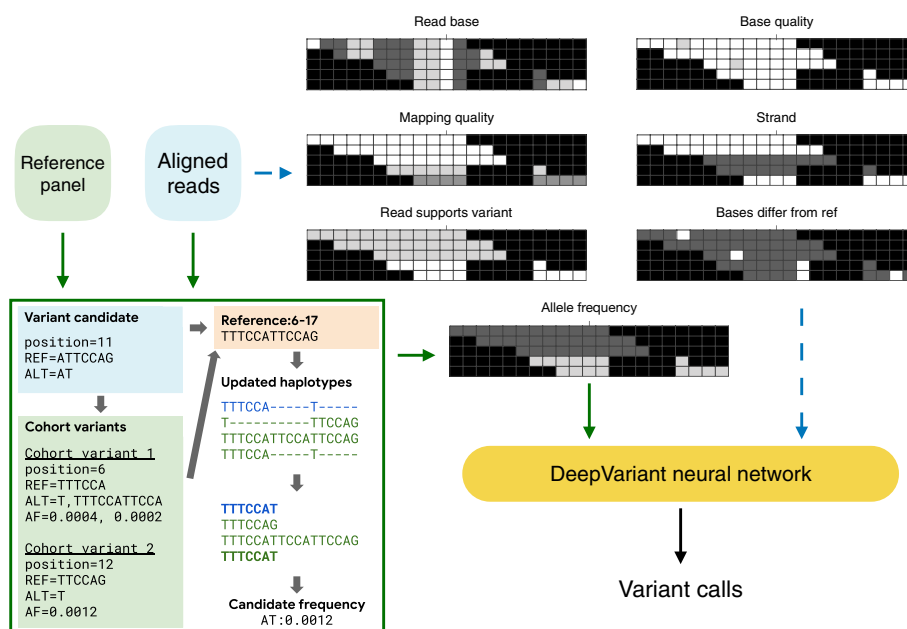 Read base
Base quality
Mapping quality
Strand
Reference
panel
Aligned
reads
Read supports variant
Bases differ from ref
Allele frequency
Variant candidate
position=11
REF=ATTCCAG
ALT=AT
Reference:6-17
TTTCCATTCCAG
Updated haplotypes
TTTCCA-----T-----
T----------TTCCAG
TTTCCATTCCATTCCAG
TTTCCA-----T-----
Cohort variants
Cohort variant 1
position=6
REF=TTTCCA
ALT=T,TTTCCATTCCA
AF=0.0004, 0.0002
Cohort variant 2
position=12
REF=TTCCAG
ALT=T
AF=0.0012
TTTCCAT
TTTCCAG
TTTCCATTCCATTCCAG
TTTCCAT
Candidate frequency
AT:0.0012
DeepVariant neural network
Variant calls